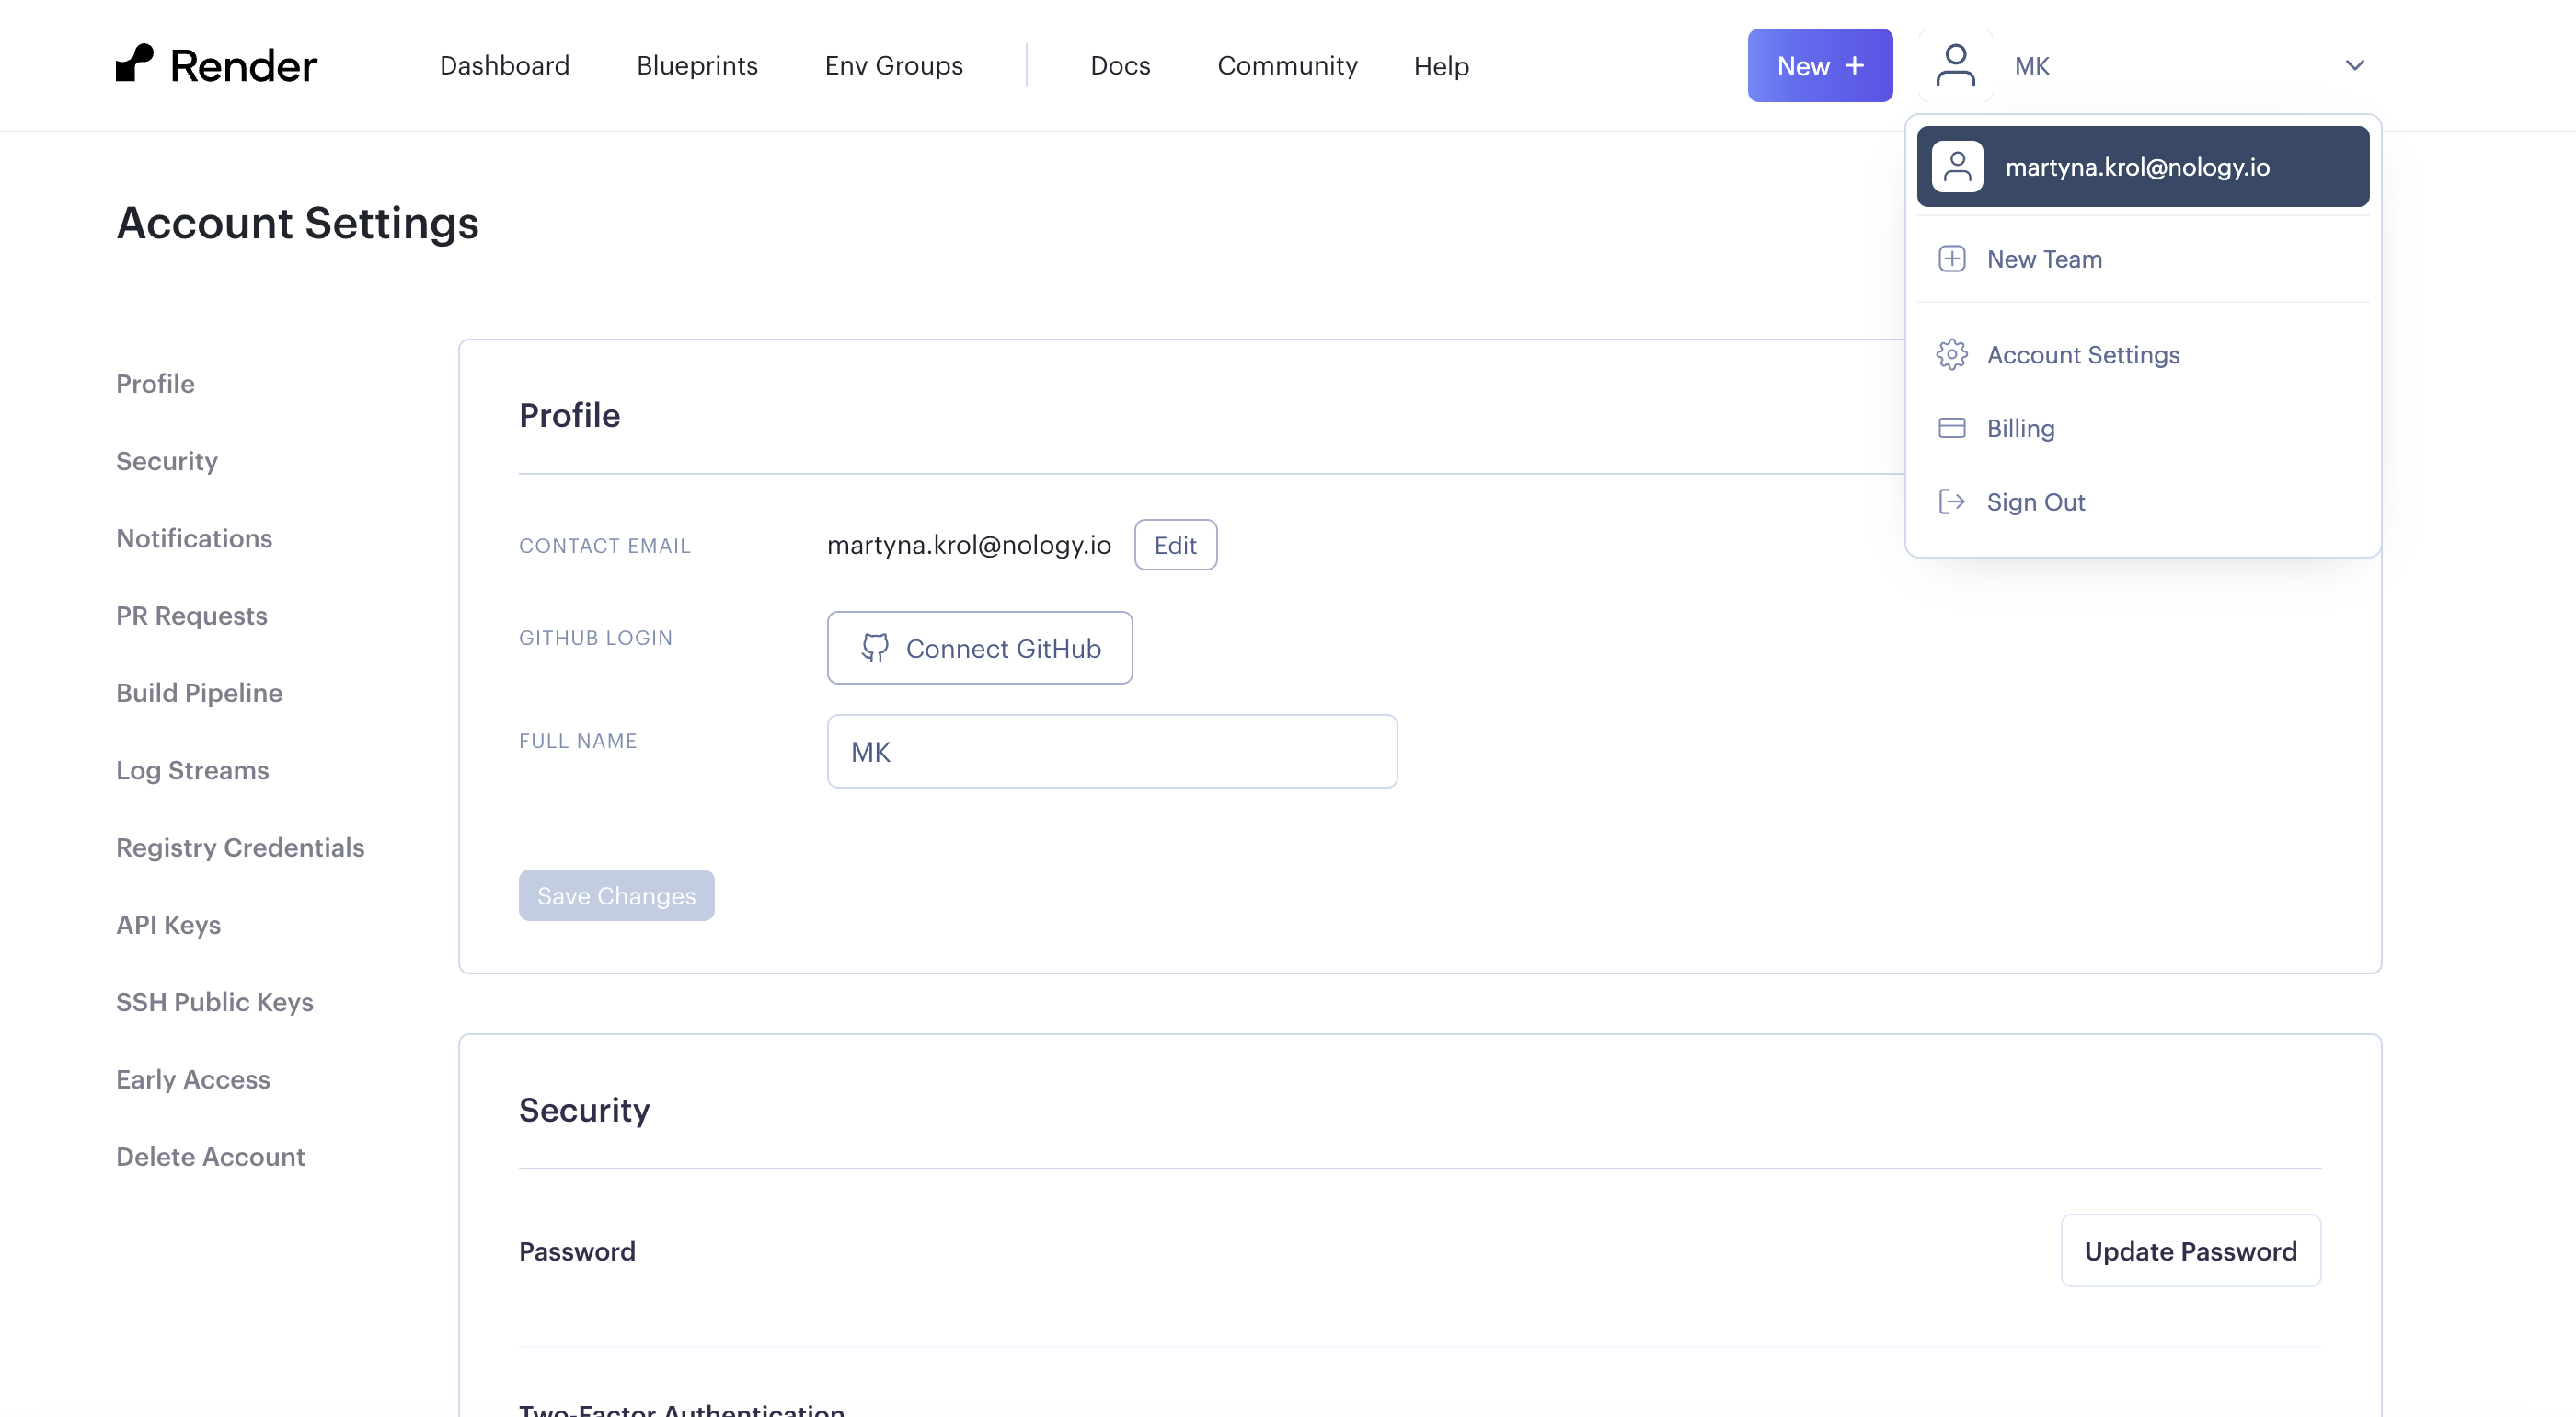 Render
Dashboard
Blueprints
Env Groups
Docs
Community
Help
New +
MK
martyna.krol@nology.io
New Team
Account Settings
Billing
Sign Out
Account Settings
Profile
Security
Notifications
PR Requests
Build Pipeline
Log Streams
Registry Credentials
API Keys
SSH Public Keys
Early Access
Delete Account
Profile
CONTACT EMAIL
martyna.krol@nology.io
Edit
GITHUB LOGIN
Connect GitHub
FULL NAME
MK
Save Changes
Security
Password
Update Password
Two-Factor Authentication